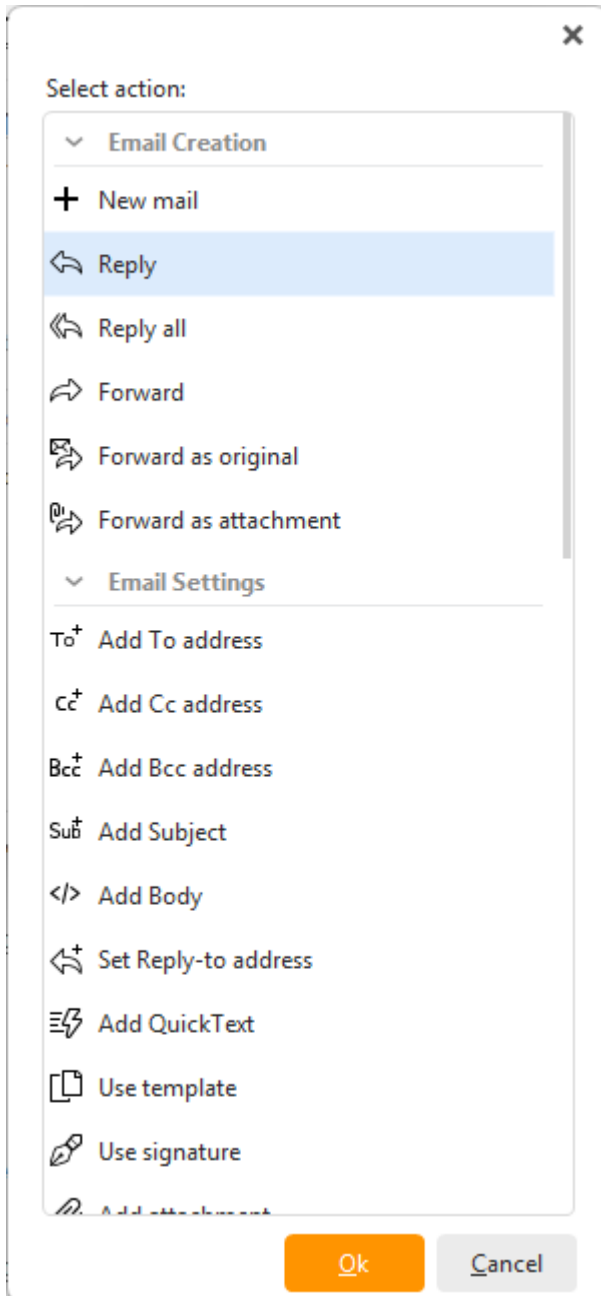 Select action:
Email Creation
New mail
Reply
Reply all
Forward
Forward as original
Forward as attachment
Email Settings
To+ Add To address
Cc+ Add Cc address
Bcc+ Add Bcc address
Sub+ Add Subject
</> Add Body
Set Reply-to address
Add QuickText
Use template
Use signature
Add attachment
Ok Cancel